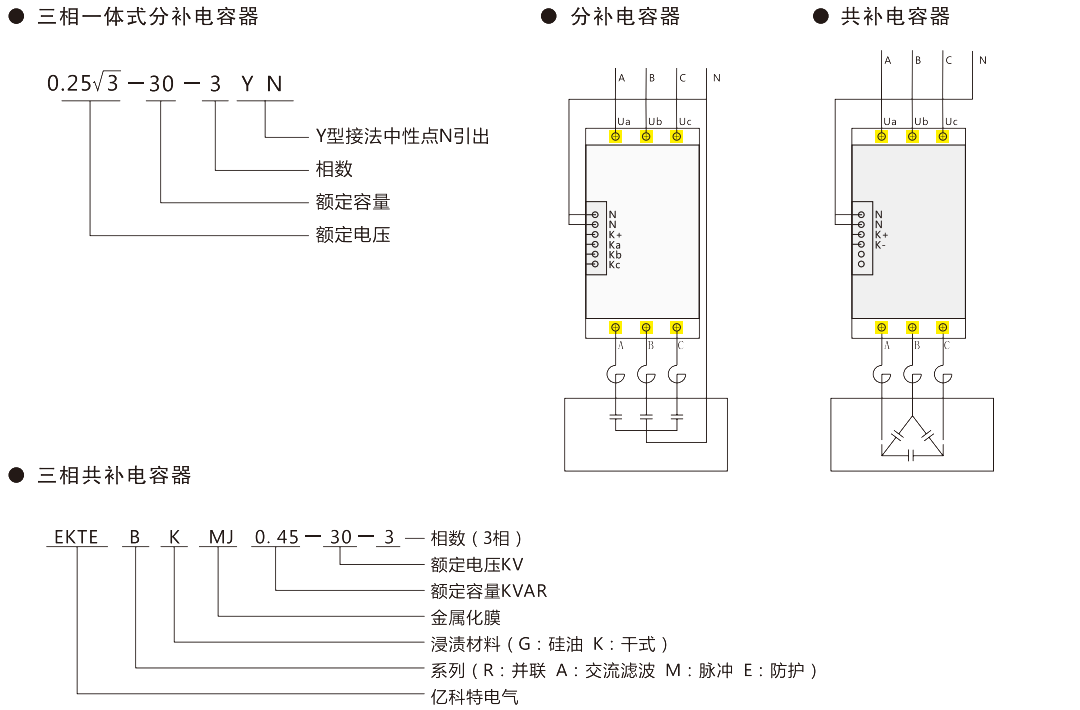 三相一体式分补电容器
0.25√3－30－3 Y N
Y型接法中性点N引出
相数
额定容量
额定电压
分补电容器
A B C N
Ua Ub Uc
N
N
K+
Ka
Kb
Kc
A B C
共补电容器
A B C N
Ua Ub Uc
N
N
K+
K-
A B C
三相共补电容器
EKTE B K MJ 0.45－30－3 相数（3相）
额定电压KV
额定容量KVAR
金属化膜
浸渍材料（G：硅油 K：干式）
系列（R：并联 A：交流滤波 M：脉冲 E：防护）
亿科特电气